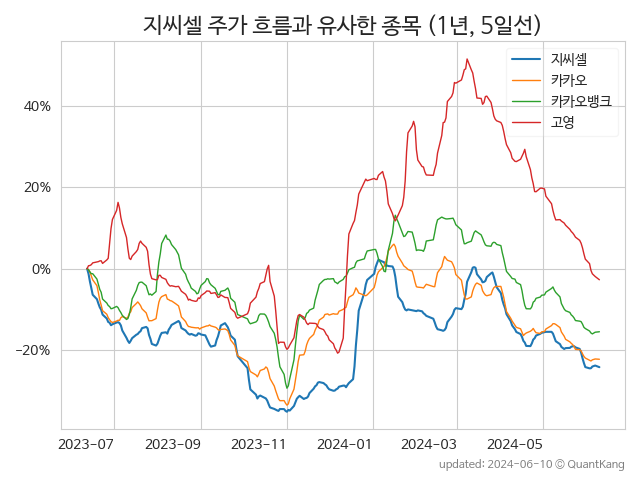 지씨셀 주가 흐름과 유사한 종목 (1년, 5일선)
지씨셀
카카오
카카오뱅크
고영
40%
20%
0%
−20%
2023-07 2023-09 2023-11 2024-01 2024-03 2024-05
updated: 2024-06-10 © QuantKang